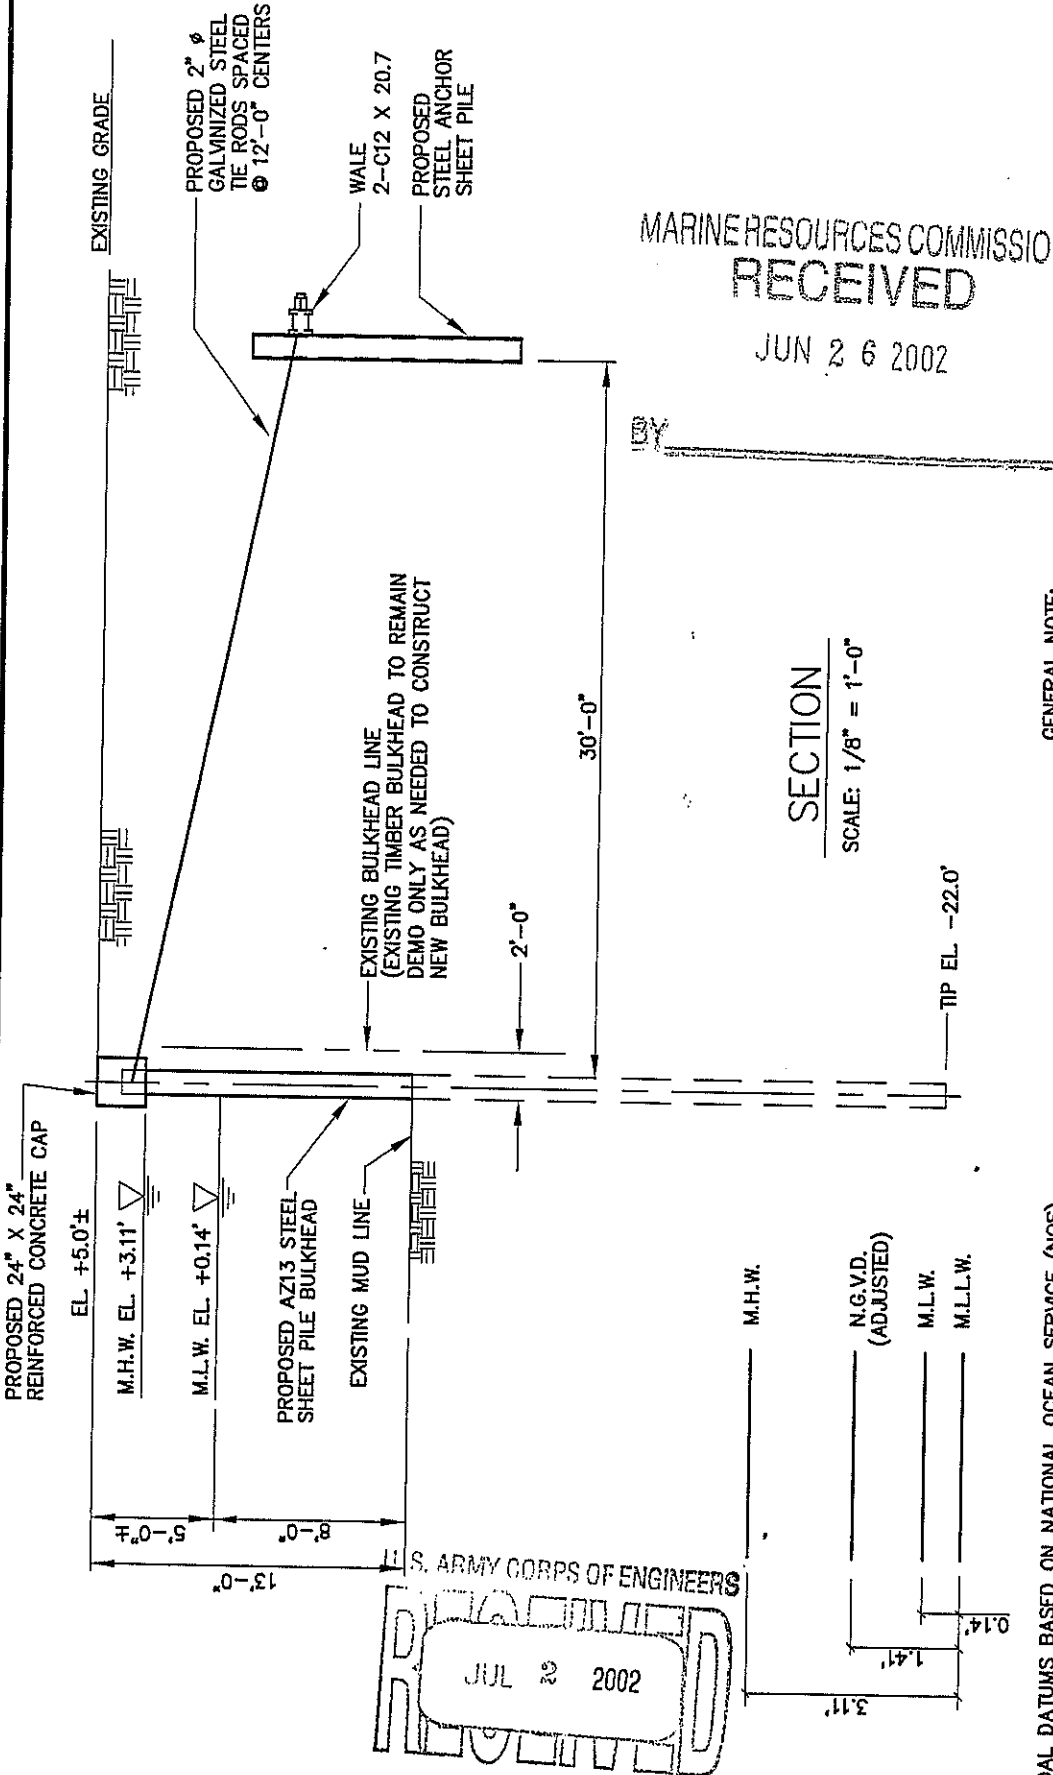 PROPOSED 24" X 24"
REINFORCED CONCRETE CAP
EL. +5.0'±
M.H.W. EL. +3.11'
M.L.W. EL. +0.14'
PROPOSED AZ13 STEEL
SHEET PILE BULKHEAD
EXISTING MUD LINE
5'-0"±
8'-0"
13'-0"
EXISTING GRADE
PROPOSED 2" ø
GALVNIZED STEEL
TIE RODS SPACED
@ 12'-0" CENTERS
WALE
2-C12 X 20.7
PROPOSED
STEEL ANCHOR
SHEET PILE
EXISTING BULKHEAD LINE
(EXISTING TIMBER BULKHEAD TO REMAIN
DEMO ONLY AS NEEDED TO CONSTRUCT
NEW BULKHEAD)
2'-0"
30'-0"
TIP EL. -22.0'
SECTION
SCALE: 1/8" = 1'-0"
MARINE RESOURCES COMMISSIO
RECEIVED
JUN 2 6 2002
BY
U.S. ARMY CORPS OF ENGINEERS
RECEIVED
JUL 2 2002
M.H.W.
N.G.V.D.
(ADJUSTED)
M.L.W.
M.L.L.W.
3.11'
1.41'
0.14'
GENERAL NOTE:
DAL DATUMS BASED ON NATIONAL OCEAN SERVICE (NOS)